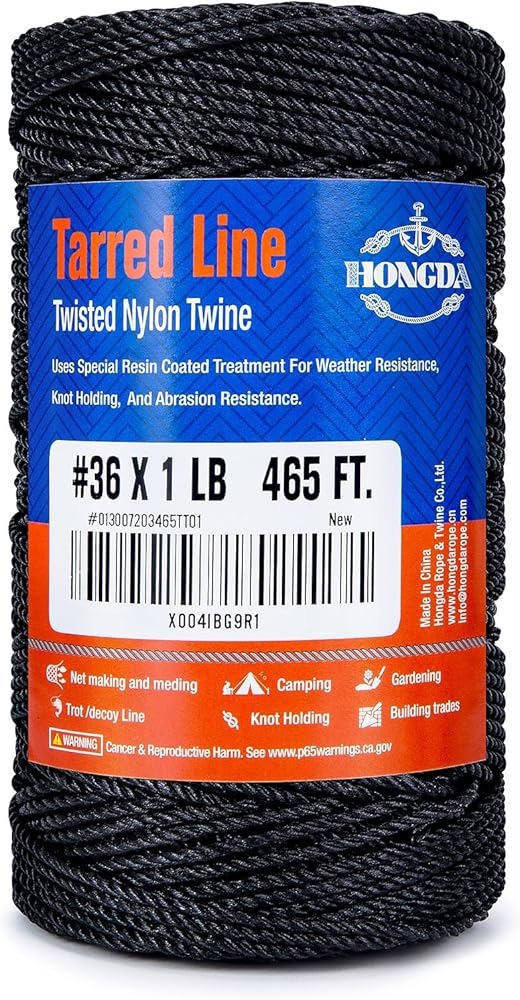 Tarred Line
HONGDA
Twisted Nylon Twine
Uses Special Resin Coated Treatment For Weather Resistance,
Knot Holding, And Abrasion Resistance.
#36 X 1 LB 465 FT.
#013007203465TT01 New
X004IBG9R1
Made In China
Hongda Rope & Twine Co.,Ltd.
www.hongdarope.cn
Info@hongdarope.com
Net making and meding
Camping
Gardening
Trot /decoy Line
Knot Holding
Building trades
WARNING Cancer & Reproductive Harm. See www.p65warnings.ca.gov